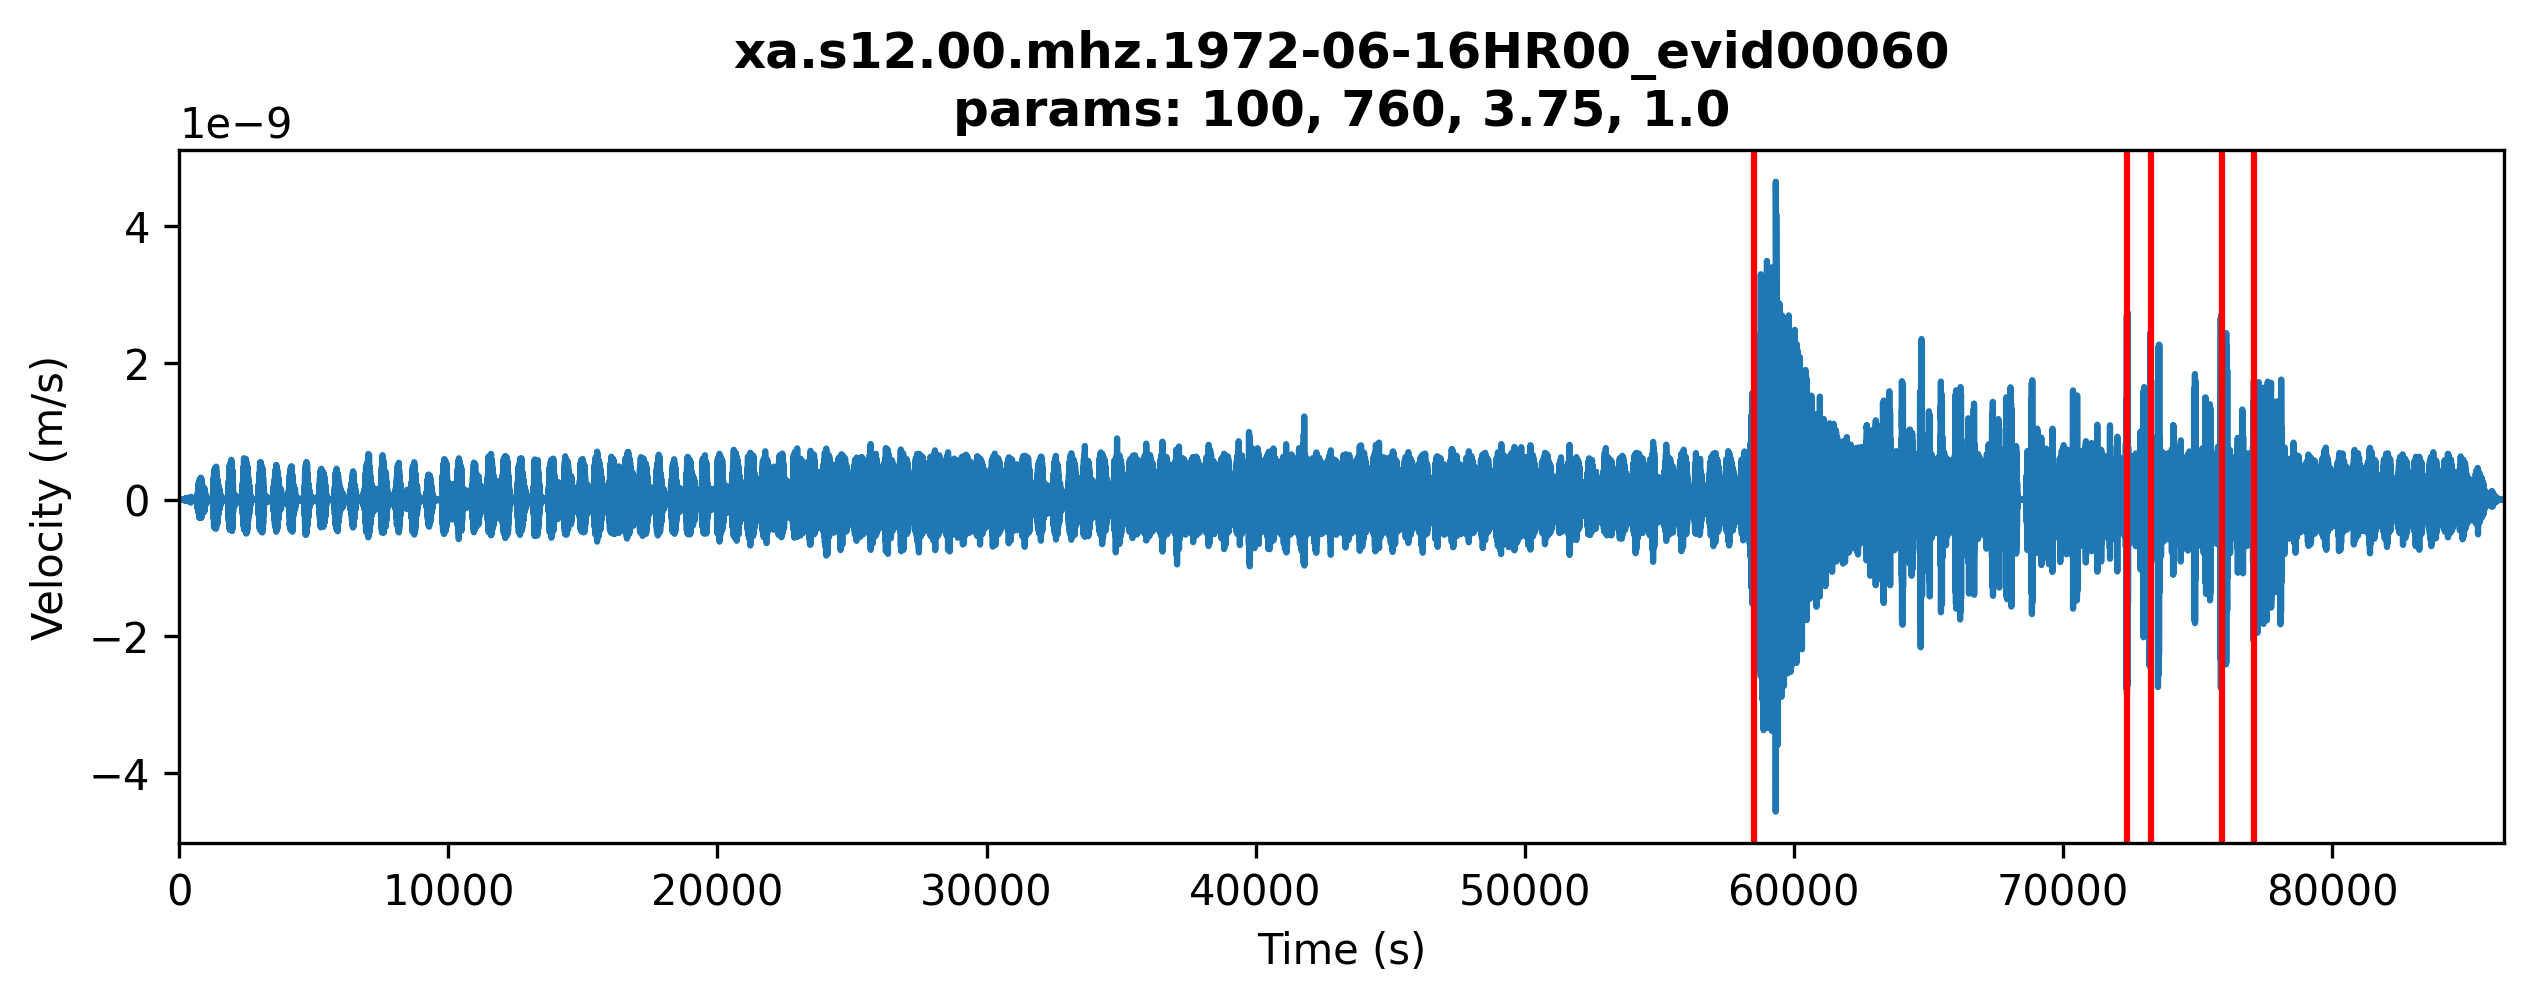 xa.s12.00.mhz.1972-06-16HR00_evid00060
params: 100, 760, 3.75, 1.0
1e−9
4
2
0
−2
−4
Velocity (m/s)
0 10000 20000 30000 40000 50000 60000 70000 80000
Time (s)